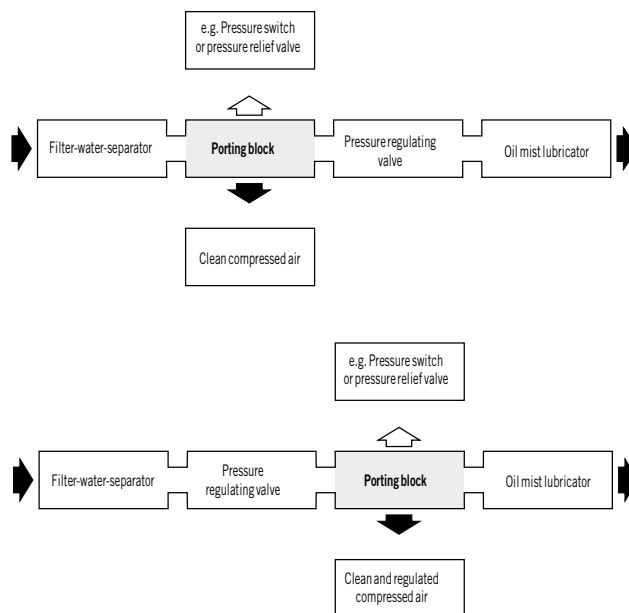 e.g. Pressure switch
or pressure relief valve
Filter-water-separator
Porting block
Pressure regulating
valve
Oil mist lubricator
Clean compressed air
e.g. Pressure switch
or pressure relief valve
Filter-water-separator
Pressure
regulating valve
Porting block
Oil mist lubricator
Clean and regulated
compressed air